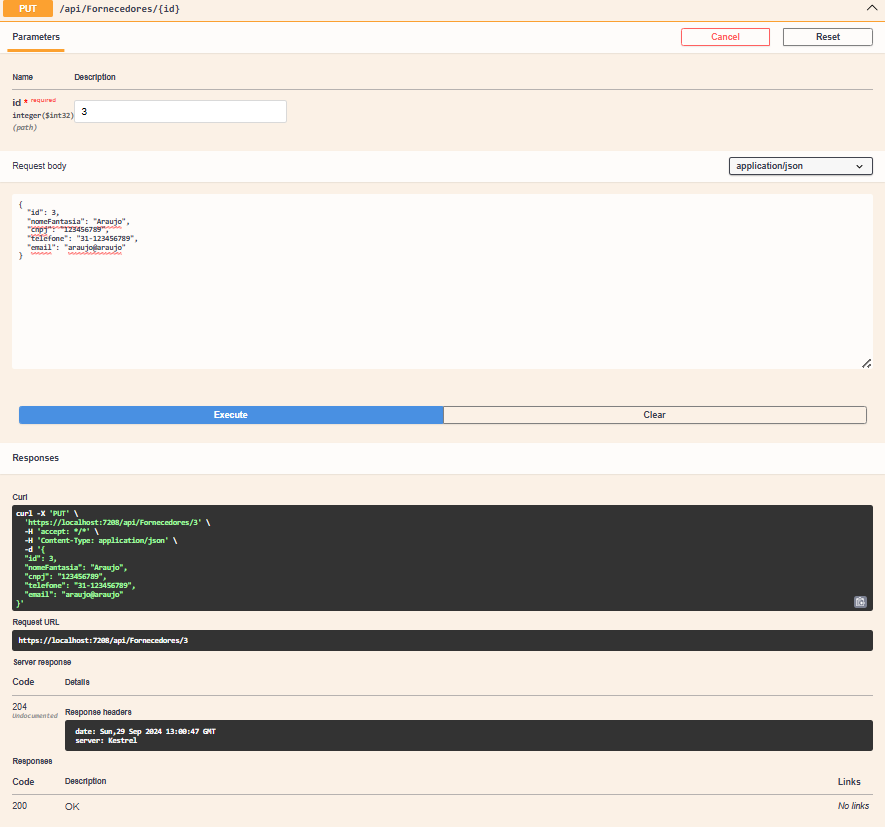 PUT /api/Fornecedores/{id}
Parameters
Cancel
Reset
Name Description
id * required
integer($int32)
(path)
3
Request body
application/json
{
  "id": 3,
  "nomeFantasia": "Araujo",
  "cnpj": "123456789",
  "telefone": "31-123456789",
  "email": "araujo@araujo"
}
Execute
Clear
Responses
Curl
curl -X 'PUT' \
  'https://localhost:7208/api/Fornecedores/3' \
  -H 'accept: */*' \
  -H 'Content-Type: application/json' \
  -d '{
  "id": 3,
  "nomeFantasia": "Araujo",
  "cnpj": "123456789",
  "telefone": "31-123456789",
  "email": "araujo@araujo"
}'
Request URL
https://localhost:7208/api/Fornecedores/3
Server response
Code Details
204
Undocumented
Response headers
date: Sun,29 Sep 2024 13:00:47 GMT
server: Kestrel
Responses
Code Description Links
200 OK No links